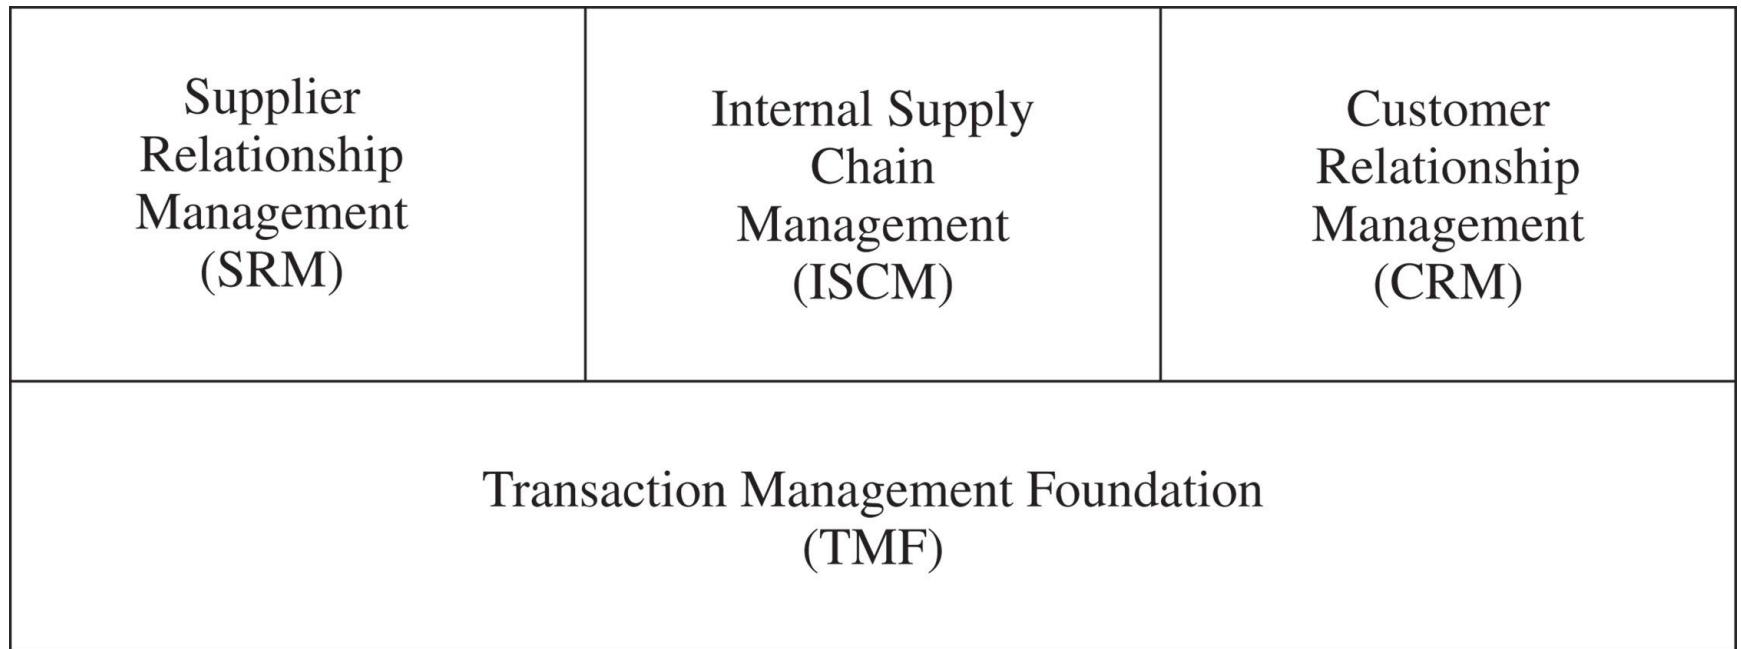 Supplier
Relationship
Management
(SRM)
Internal Supply
Chain
Management
(ISCM)
Customer
Relationship
Management
(CRM)
Transaction Management Foundation
(TMF)